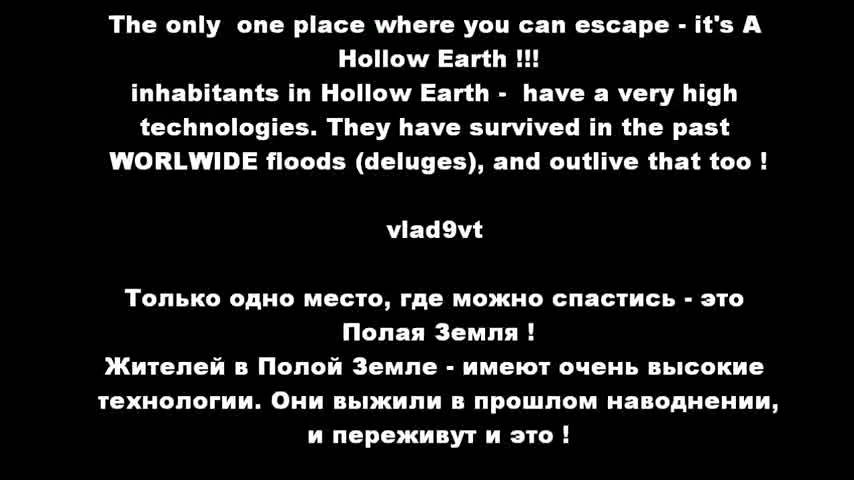 The only  one place where you can escape - it's A
Hollow Earth !!!
inhabitants in Hollow Earth -  have a very high
technologies. They have survived in the past
WORLWIDE floods (deluges), and outlive that too !
vlad9vt
Только одно место, где можно спастись - это
Полая Земля !
Жителей в Полой Земле - имеют очень высокие
технологии. Они выжили в прошлом наводнении,
и переживут и это !